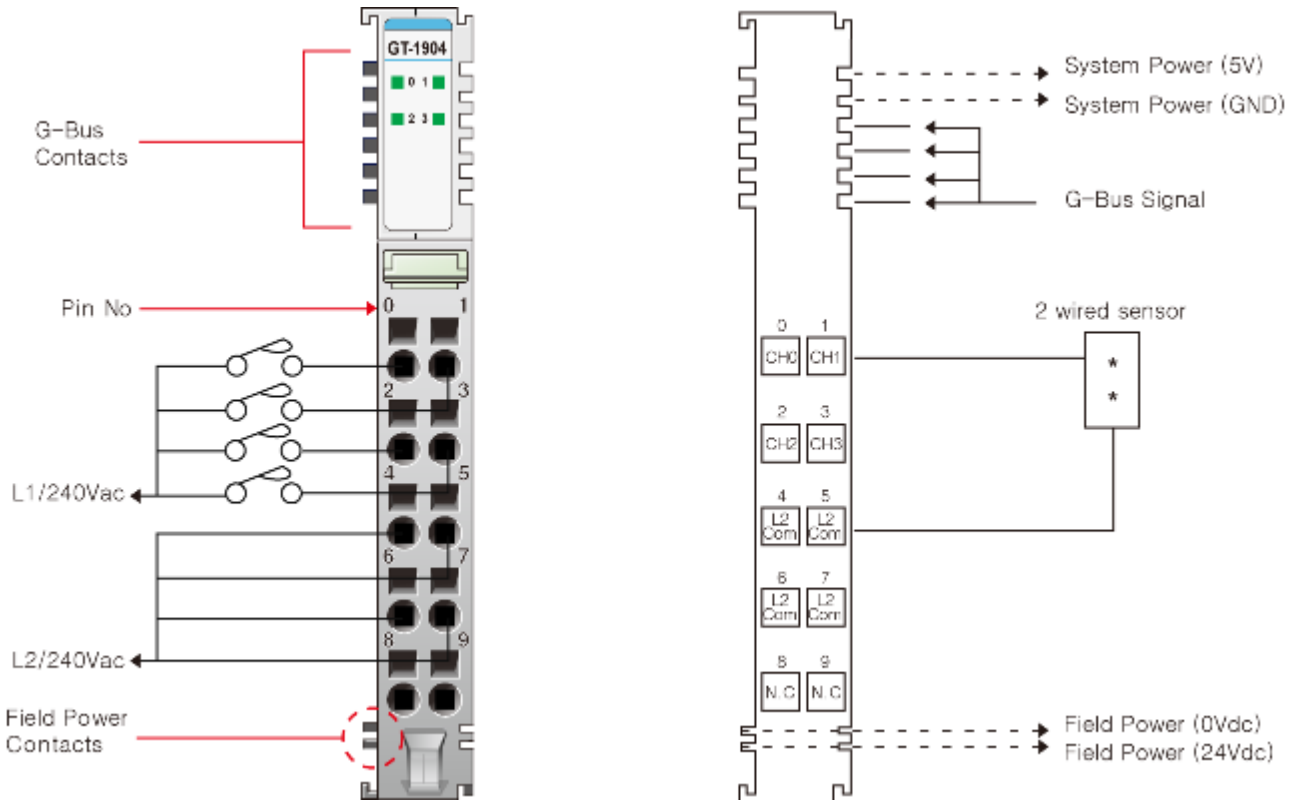 GT-1904
0 1
2 3
G-Bus
Contacts
Pin No
0 1
2 3
4 5
6 7
8 9
L1/240Vac
L2/240Vac
Field Power
Contacts
System Power (5V)
System Power (GND)
G-Bus Signal
2 wired sensor
*
*
0 1
CH0 CH1
2 3
CH2 CH3
4 5
L2 L2
Com Com
6 7
L2 L2
Com Com
8 9
N.C N.C
Field Power (0Vdc)
Field Power (24Vdc)